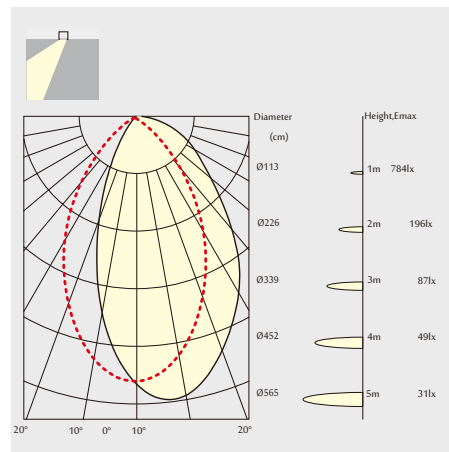 Diameter Height,Emax
(cm)
Ø113 1m 784lx
Ø226 2m 196lx
Ø339 3m 87lx
Ø452 4m 49lx
Ø565 5m 31lx
20° 10° 0° 10° 20°